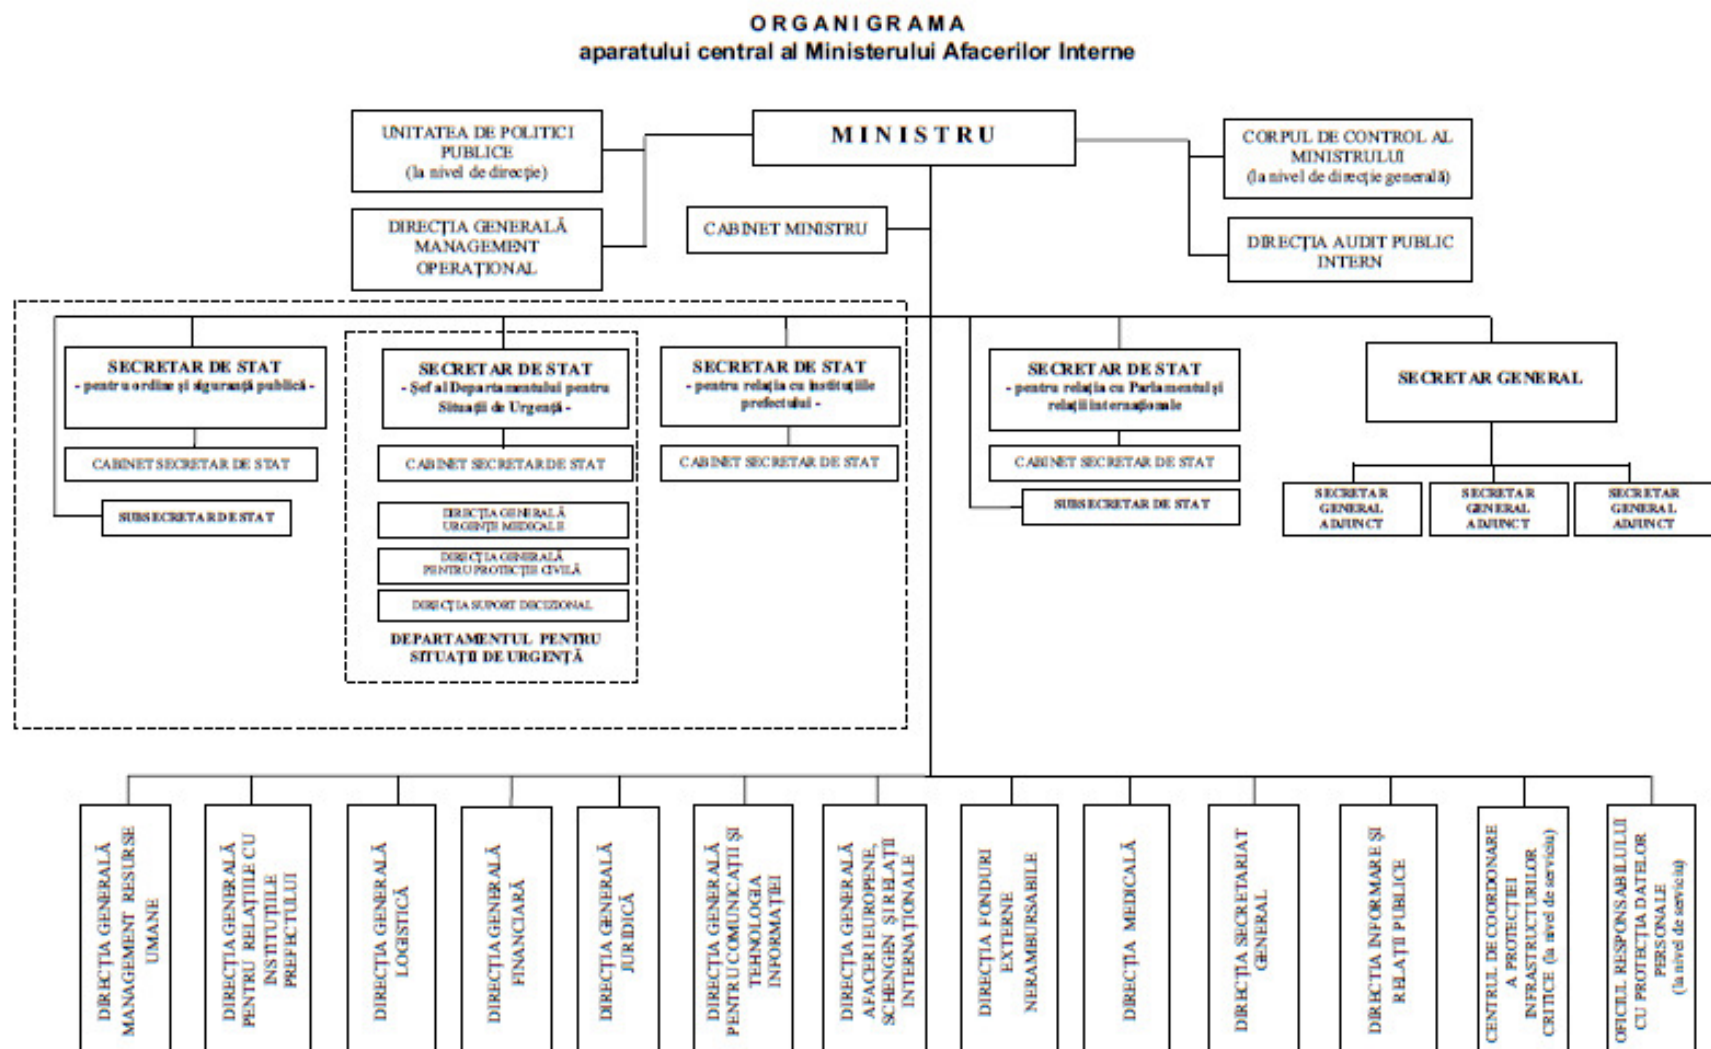 ORGANIGRAMA
aparatului central al Ministerului Afacerilor Interne
MINISTRU
UNITATEA DE POLITICI
PUBLICE
(la nivel de direcție)
DIRECȚIA GENERALĂ
MANAGEMENT
OPERAȚIONAL
CABINET MINISTRU
CORPUL DE CONTROL AL
MINISTRULUI
(la nivel de direcție generală)
DIRECȚIA AUDIT PUBLIC
INTERN
SECRETAR DE STAT
- pentru ordine și siguranță publică -
CABINET SECRETAR DE STAT
SUBSECRETAR DE STAT
SECRETAR DE STAT
- Șef al Departamentului pentru
Situații de Urgență -
CABINET SECRETAR DE STAT
DIRECȚIA GENERALĂ
URGENȚE MEDICALE
DIRECȚIA GENERALĂ
PENTRU PROTECȚIE CIVILĂ
DIRECȚIA SUPORT DECIZIONAL
DEPARTAMENTUL PENTRU
SITUAȚII DE URGENȚĂ
SECRETAR DE STAT
- pentru relația cu instituțiile
prefectului -
CABINET SECRETAR DE STAT
SECRETAR DE STAT
- pentru relația cu Parlamentul și
relații internaționale
CABINET SECRETAR DE STAT
SUBSECRETAR DE STAT
SECRETAR GENERAL
SECRETAR
GENERAL
ADJUNCT
SECRETAR
GENERAL
ADJUNCT
SECRETAR
GENERAL
ADJUNCT
DIRECȚIA GENERALĂ
MANAGEMENT RESURSE
UMANE
DIRECȚIA GENERALĂ
PENTRU RELAȚIILE CU
INSTITUȚIILE
PREFECTULUI
DIRECȚIA GENERALĂ
LOGISTICĂ
DIRECȚIA GENERALĂ
FINANCIARĂ
DIRECȚIA GENERALĂ
JURIDICĂ
DIRECȚIA GENERALĂ
PENTRU COMUNICAȚII ȘI
TEHNOLOGIA
INFORMAȚIEI
DIRECȚIA GENERALĂ
AFACERI EUROPENE,
SCHENGEN ȘI RELAȚII
INTERNAȚIONALE
DIRECȚIA FONDURI
EXTERNE
NERAMBURSABILE
DIRECȚIA MEDICALĂ
DIRECȚIA SECRETARIAT
GENERAL
DIRECTIA INFORMARE ȘI
RELAȚII PUBLICE
CENTRUL DE COORDONARE
A PROTECȚIEI
INFRASTRUCTURILOR
CRITICE (la nivel de serviciu)
OFICIUL RESPONSABILULUI
CU PROTECȚIA DATELOR
PERSONALE
(la nivel de serviciu)